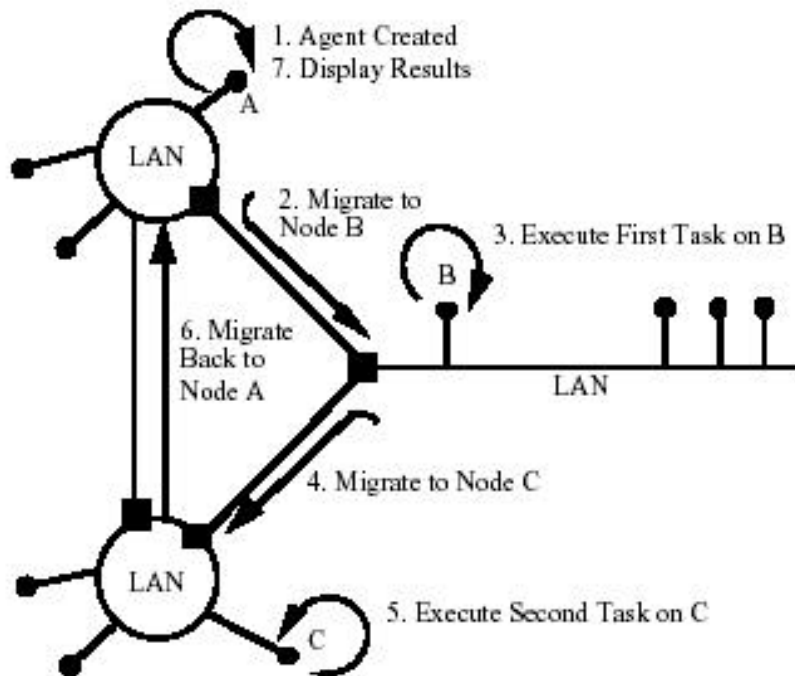 1. Agent Created
7. Display Results
A
LAN
2. Migrate to
Node B
3. Execute First Task on B
B
6. Migrate
Back to
Node A
LAN
4. Migrate to Node C
LAN
5. Execute Second Task on C
C